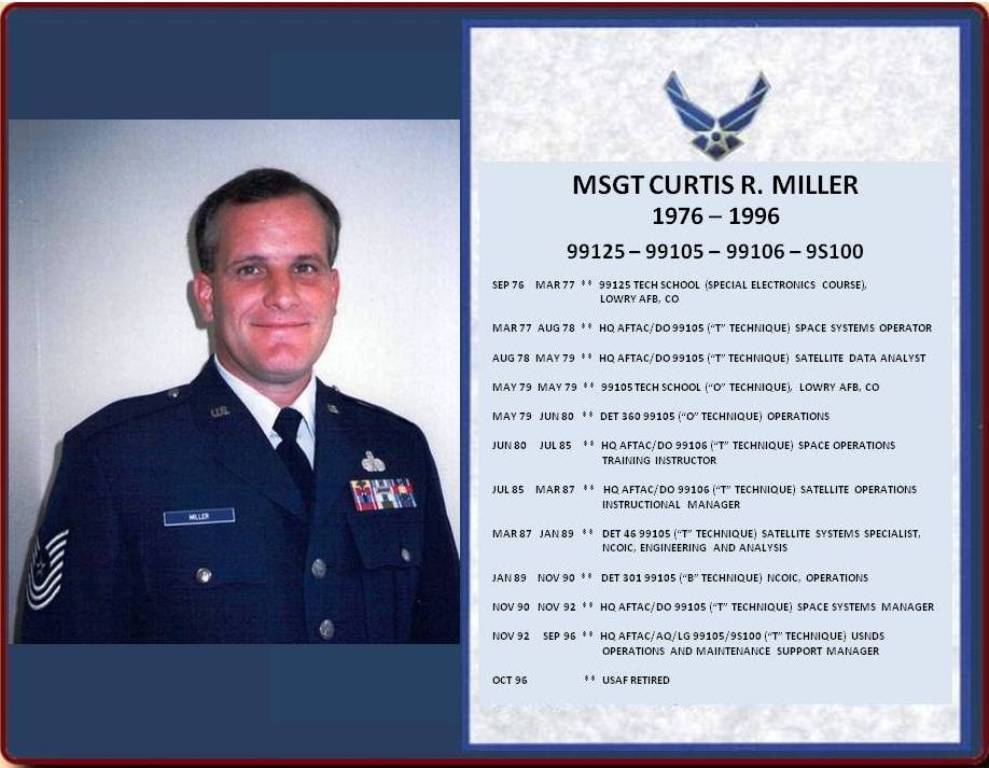 U.S.
MILLER
MSGT CURTIS R. MILLER
1976 – 1996
99125 – 99105 – 99106 – 9S100
SEP 76 MAR 77 ** 99125 TECH SCHOOL (SPECIAL ELECTRONICS COURSE),
LOWRY AFB, CO
MAR 77 AUG 78 ** HQ AFTAC/DO 99105 (“T” TECHNIQUE) SPACE SYSTEMS OPERATOR
AUG 78 MAY 79 ** HQ AFTAC/DO 99105 (“T” TECHNIQUE) SATELLITE DATA ANALYST
MAY 79 MAY 79 ** 99105 TECH SCHOOL (“O” TECHNIQUE), LOWRY AFB, CO
MAY 79 JUN 80 ** DET 360 99105 (“O” TECHNIQUE) OPERATIONS
JUN 80 JUL 85 ** HQ AFTAC/DO 99106 (“T” TECHNIQUE) SPACE OPERATIONS
TRAINING INSTRUCTOR
JUL 85 MAR 87 ** HQ AFTAC/DO 99106 (“T” TECHNIQUE) SATELLITE OPERATIONS
INSTRUCTIONAL MANAGER
MAR 87 JAN 89 ** DET 46 99105 (“T” TECHNIQUE) SATELLITE SYSTEMS SPECIALIST,
NCOIC, ENGINEERING AND ANALYSIS
JAN 89 NOV 90 ** DET 301 99105 (“B” TECHNIQUE) NCOIC, OPERATIONS
NOV 90 NOV 92 ** HQ AFTAC/DO 99105 (“T” TECHNIQUE) SPACE SYSTEMS MANAGER
NOV 92 SEP 96 ** HQ AFTAC/AQ/LG 99105/9S100 (“T” TECHNIQUE) USNDS
OPERATIONS AND MAINTENANCE SUPPORT MANAGER
OCT 96 ** USAF RETIRED